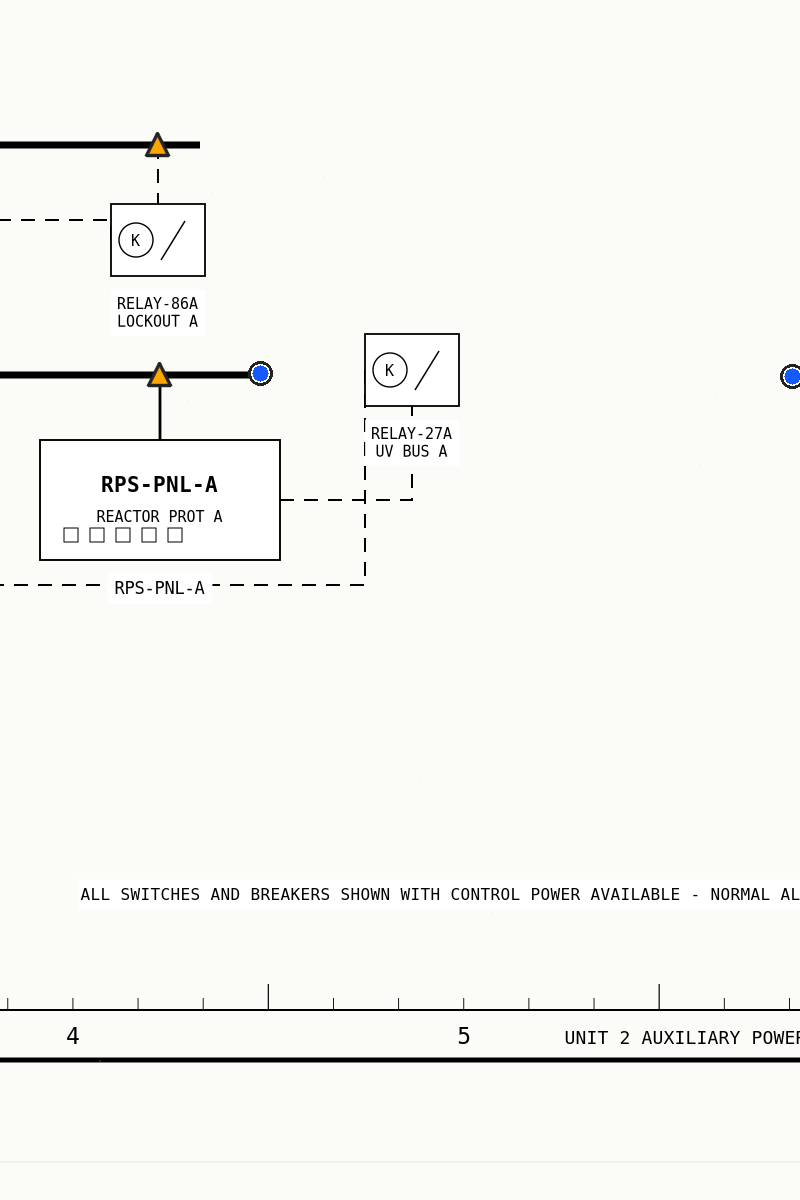 K
RELAY-86A
LOCKOUT A
K
RELAY-27A
UV BUS A
RPS-PNL-A
REACTOR PROT A
RPS-PNL-A
ALL SWITCHES AND BREAKERS SHOWN WITH CONTROL POWER AVAILABLE - NORMAL AL
4
5
UNIT 2 AUXILIARY POWER